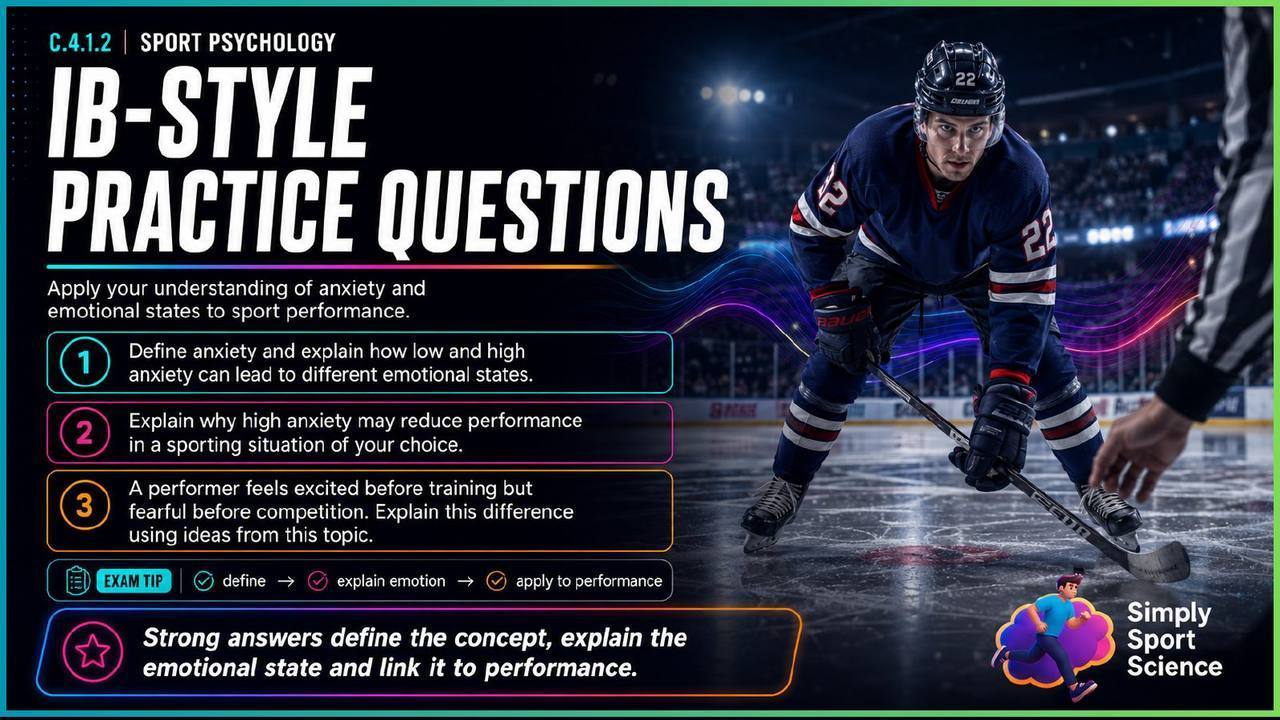 C.4.1.2 | SPORT PSYCHOLOGY
IB-STYLE
PRACTICE QUESTIONS
Apply your understanding of anxiety and
emotional states to sport performance.
1
Define anxiety and explain how low and high
anxiety can lead to different emotional states.
2
Explain why high anxiety may reduce performance
in a sporting situation of your choice.
3
A performer feels excited before training but
fearful before competition. Explain this difference
using ideas from this topic.
EXAM TIP | define → explain emotion → apply to performance
Strong answers define the concept, explain the
emotional state and link it to performance.
22
22
22
Simply
Sport
Science